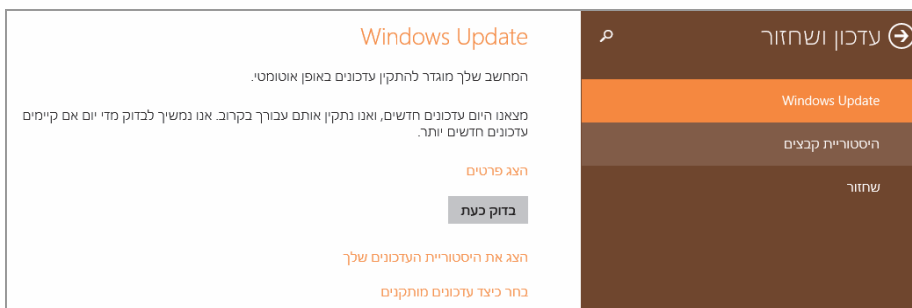 עדכון ושחזור
Windows Update
היסטוריית קבצים
שחזור
Windows Update
המחשב שלך מוגדר להתקין עדכונים באופן אוטומטי.
מצאנו היום עדכונים חדשים, ואנו נתקין אותם עבורך בקרוב. אנו נמשיך לבדוק מדי יום אם קיימים
עדכונים חדשים יותר.
הצג פרטים
בדוק כעת
הצג את היסטוריית העדכונים שלך
בחר כיצד עדכונים מותקנים